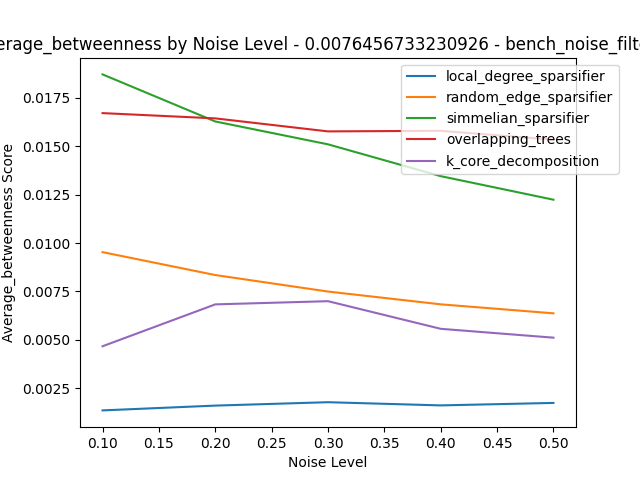 erage_betweenness by Noise Level - 0.0076456733230926 - bench_noise_filt
local_degree_sparsifier
random_edge_sparsifier
simmelian_sparsifier
overlapping_trees
k_core_decomposition
Average_betweenness Score
0.0175
0.0150
0.0125
0.0100
0.0075
0.0050
0.0025
0.10 0.15 0.20 0.25 0.30 0.35 0.40 0.45 0.50
Noise Level